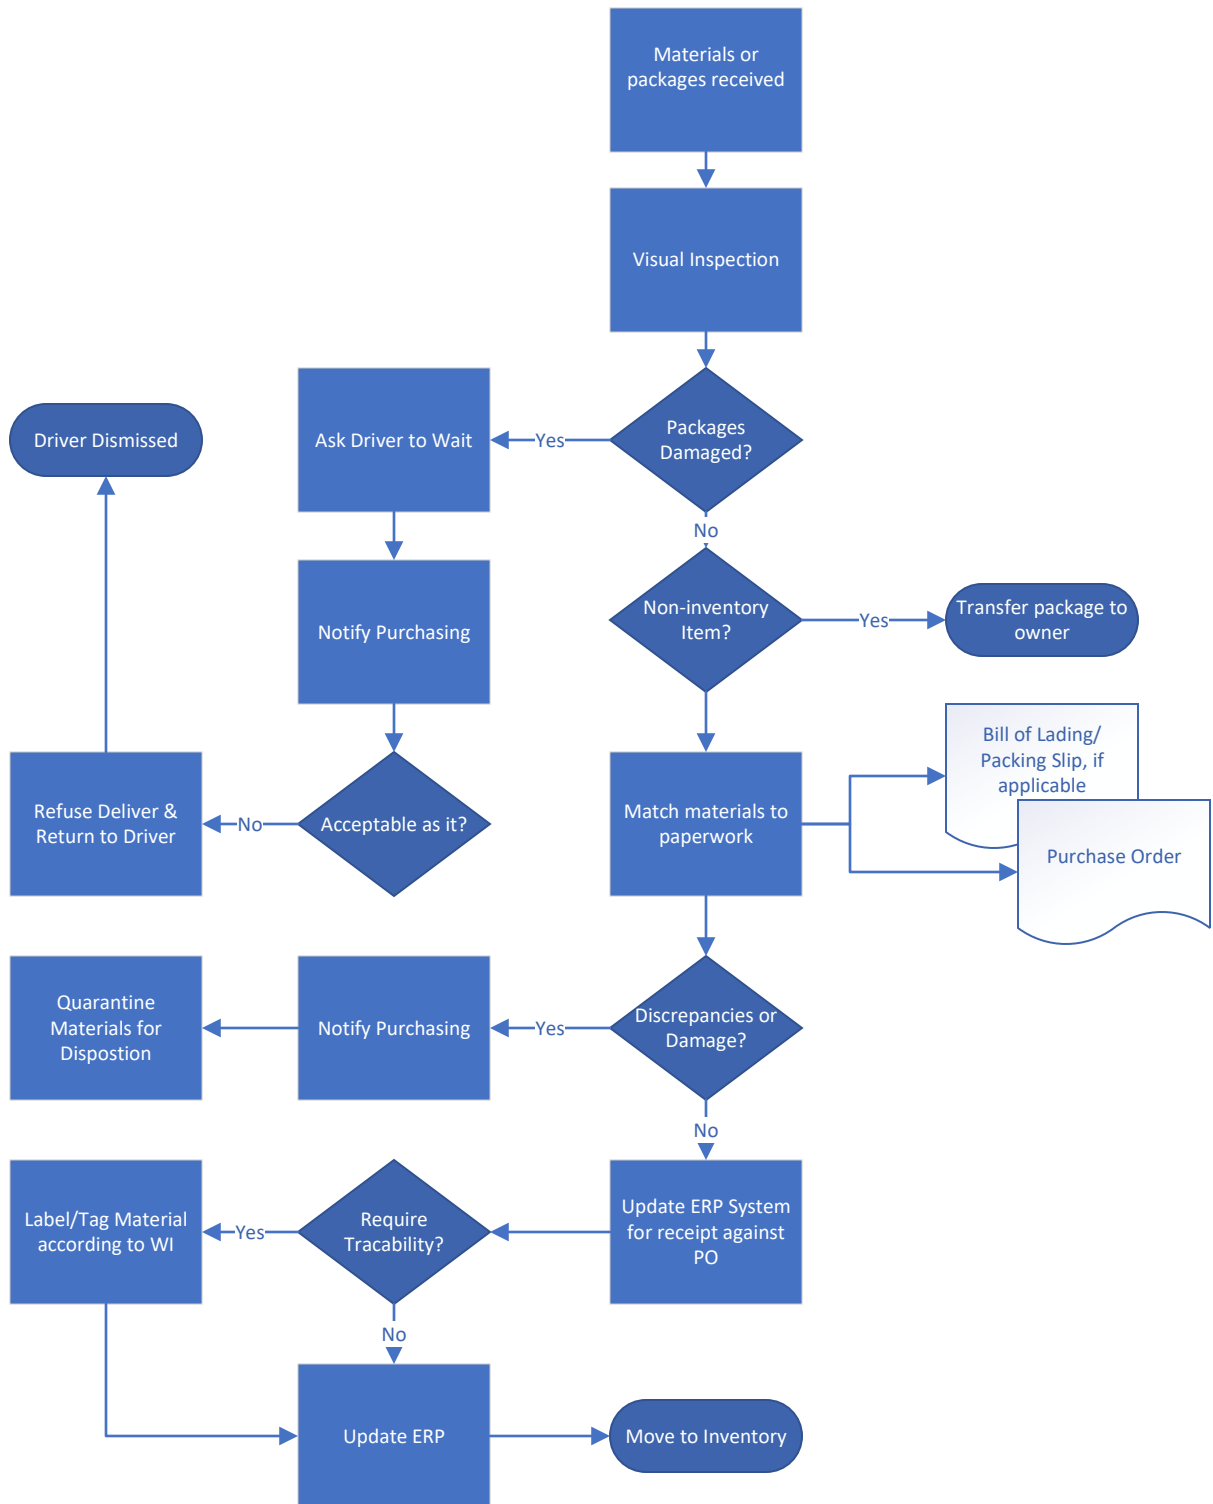 Materials or
packages received
Visual Inspection
Packages
Damaged?
Yes
Ask Driver to Wait
Driver Dismissed
No
Notify Purchasing
Non-inventory
Item?
Yes
Transfer package to
owner
Refuse Deliver &
Return to Driver
No
Acceptable as it?
Match materials to
paperwork
Bill of Lading/
Packing Slip, if
applicable
Purchase Order
Quarantine
Materials for
Dispostion
Notify Purchasing
Yes
Discrepancies or
Damage?
No
Label/Tag Material
according to WI
Yes
Require
Tracability?
Update ERP System
for receipt against
PO
No
Update ERP
Move to Inventory